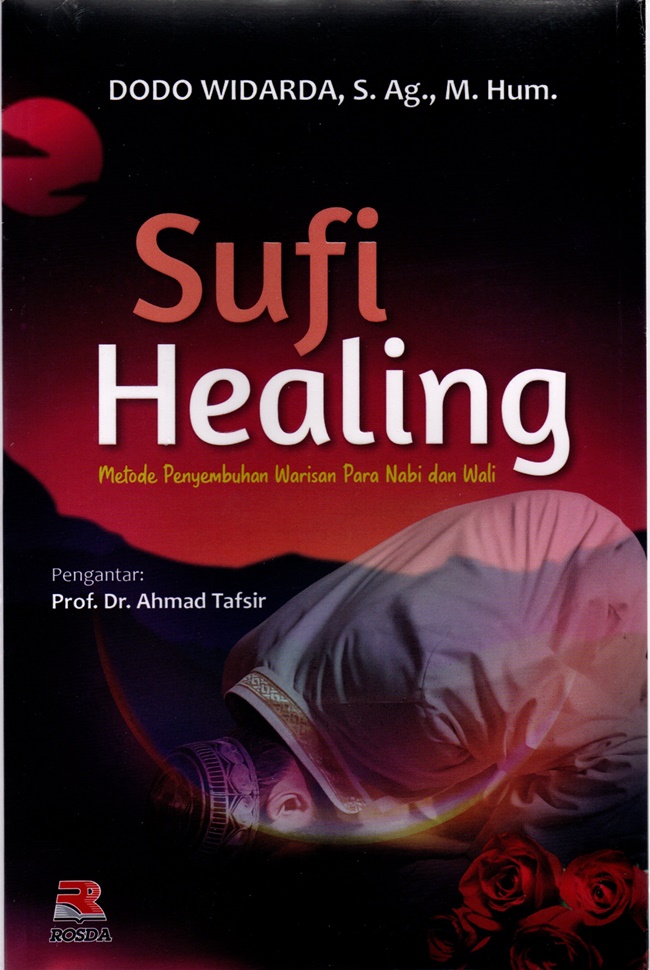 DODO WIDARDA, S. Ag., M. Hum.
Sufi
Healing
Metode Penyembuhan Warisan Para Nabi dan Wali
Pengantar:
Prof. Dr. Ahmad Tafsir
ROSDA